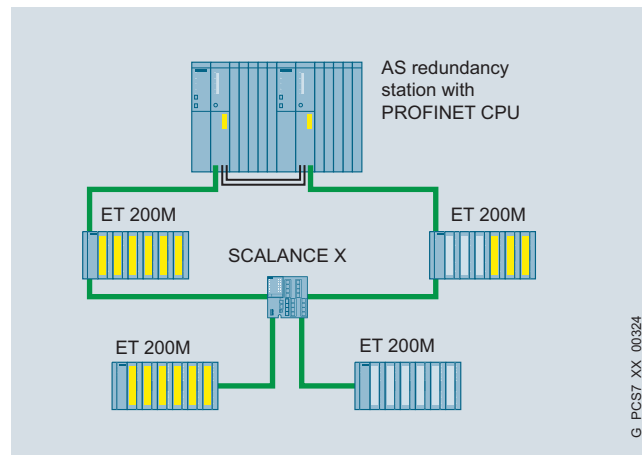 AS redundancy
station with
PROFINET CPU
ET 200M
ET 200M
SCALANCE X
ET 200M
ET 200M
G_PCS7_XX_00324